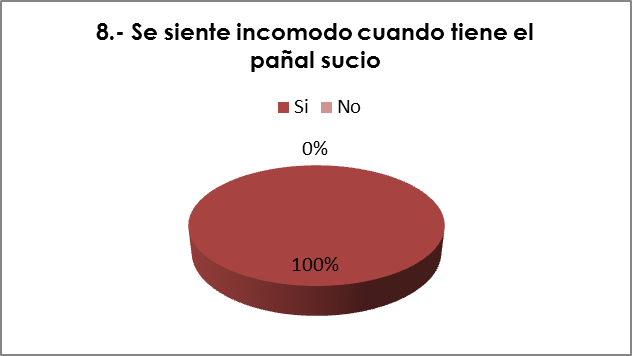 8.- Se siente incomodo cuando tiene el
pañal sucio
Si No
0%
100%